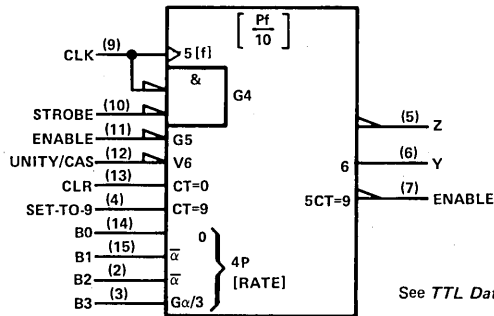 [Pf/10]
CLK (9) 5 [f]
&
G4
STROBE (10)
ENABLE (11) G5
(5) Z
UNITY/CAS (12) V6
6 (6) Y
CLR (13) CT=0
5CT=9 (7) ENABLE
SET-TO-9 (4) CT=9
B0 (14) 0
B1 (15) α̅
4P
[RATE]
B2 (2) α̅
B3 (3) Gα/3
See TTL Dat